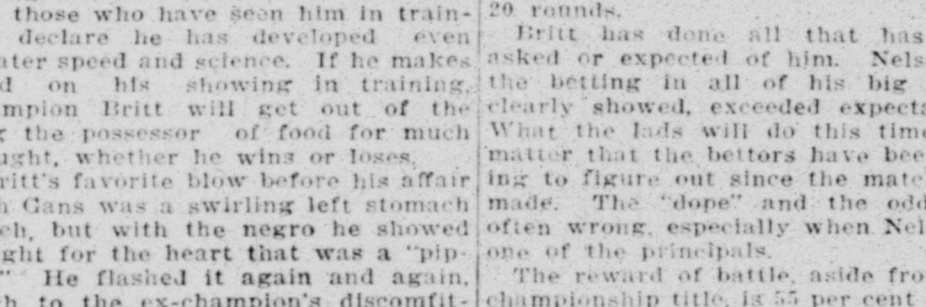 those who have seen him in train-
declare he has developed even
ater speed and science. If he makes
d on his showing in training,
mpion Britt will get out of the
g the possessor of food for much
ught, whether he wins or loses.
ritt's favorite blow before his affair
h Gans was a swirling left stomach
ch, but with the negro he showed
ght for the heart that was a "pip-
" He flashed it again and again,
h to the ex-champion's discomfit-
20 rounds.
Britt has done all that has
asked or expected of him. Nels
the betting in all of his big
clearly showed, exceeded expecta
What the lads will do this time
matter that the bettors have bee
ing to figure out since the matc
made. The "dope" and the odd
often wrong, especially when Nel
one of the principals.
The reward of battle, aside fro
championship title, is 55 per cent